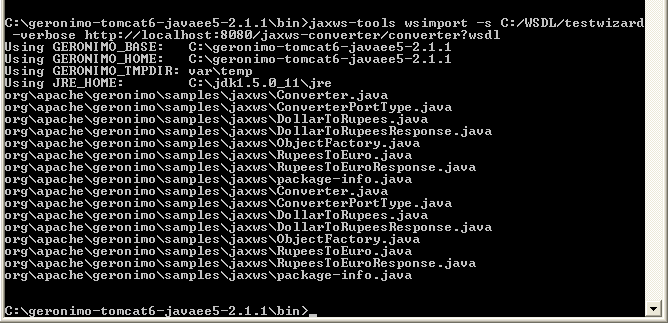 C:\geronimo-tomcat6-javaee5-2.1.1\bin>jaxws-tools wsimport -s C:/WSDL/testwizard
 -verbose http://localhost:8080/jaxws-converter/converter?wsdl
Using GERONIMO_BASE:   C:\geronimo-tomcat6-javaee5-2.1.1
Using GERONIMO_HOME:   C:\geronimo-tomcat6-javaee5-2.1.1
Using GERONIMO_TMPDIR: var\temp
Using JRE_HOME:        C:\jdk1.5.0_11\jre
org\apache\geronimo\samples\jaxws\Converter.java
org\apache\geronimo\samples\jaxws\ConverterPortType.java
org\apache\geronimo\samples\jaxws\DollarToRupees.java
org\apache\geronimo\samples\jaxws\DollarToRupeesResponse.java
org\apache\geronimo\samples\jaxws\ObjectFactory.java
org\apache\geronimo\samples\jaxws\RupeesToEuro.java
org\apache\geronimo\samples\jaxws\RupeesToEuroResponse.java
org\apache\geronimo\samples\jaxws\package-info.java
org\apache\geronimo\samples\jaxws\Converter.java
org\apache\geronimo\samples\jaxws\ConverterPortType.java
org\apache\geronimo\samples\jaxws\DollarToRupees.java
org\apache\geronimo\samples\jaxws\DollarToRupeesResponse.java
org\apache\geronimo\samples\jaxws\ObjectFactory.java
org\apache\geronimo\samples\jaxws\RupeesToEuro.java
org\apache\geronimo\samples\jaxws\RupeesToEuroResponse.java
org\apache\geronimo\samples\jaxws\package-info.java
C:\geronimo-tomcat6-javaee5-2.1.1\bin>_